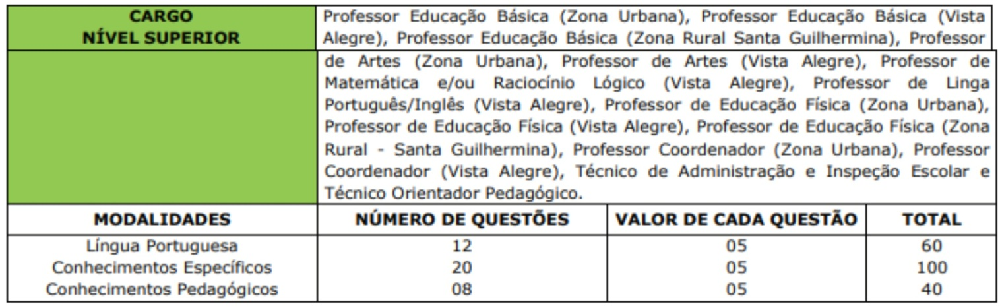 CARGO
NÍVEL SUPERIOR
Professor Educação Básica (Zona Urbana), Professor Educação Básica (Vista
Alegre), Professor Educação Básica (Zona Rural Santa Guilhermina), Professor
de Artes (Zona Urbana), Professor de Artes (Vista Alegre), Professor de
Matemática e/ou Raciocínio Lógico (Vista Alegre), Professor de Linga
Português/Inglês (Vista Alegre), Professor de Educação Física (Zona Urbana),
Professor de Educação Física (Vista Alegre), Professor de Educação Física (Zona
Rural - Santa Guilhermina), Professor Coordenador (Zona Urbana), Professor
Coordenador (Vista Alegre), Técnico de Administração e Inspeção Escolar e
Técnico Orientador Pedagógico.
MODALIDADES NÚMERO DE QUESTÕES VALOR DE CADA QUESTÃO TOTAL
Língua Portuguesa 12 05 60
Conhecimentos Específicos 20 05 100
Conhecimentos Pedagógicos 08 05 40